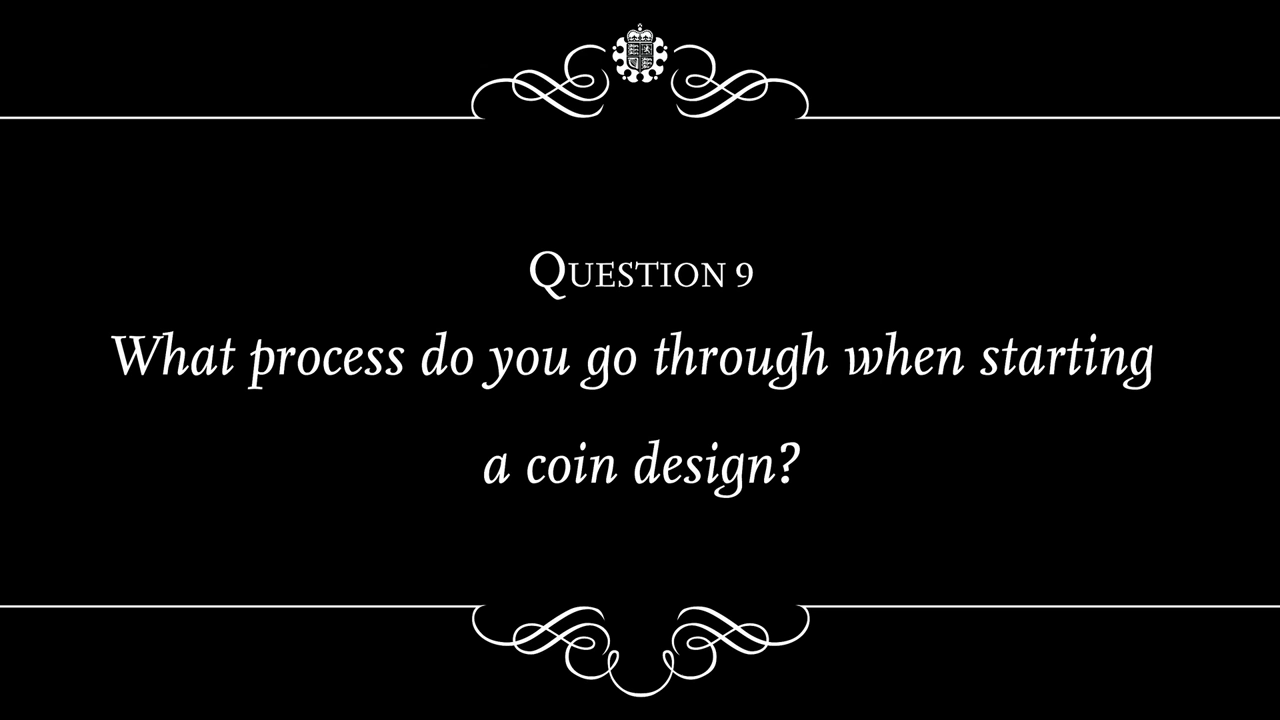 Question 9
What process do you go through when starting
a coin design?